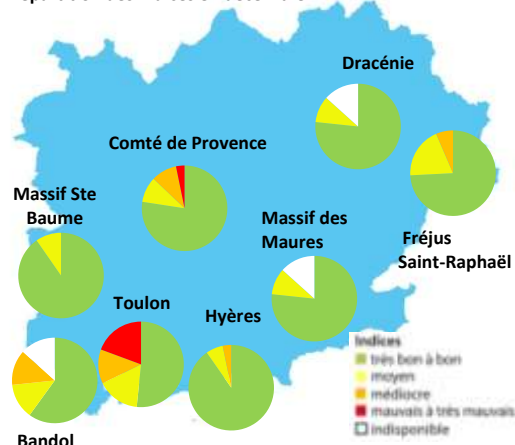 Dracénie
Comté de Provence
Massif Ste
Baume
Massif des
Maures
Fréjus
Saint-Raphaël
Toulon
Hyères
Bandol
Indices
très bon à bon
moyen
médiocre
mauvais à très mauvais
indisponible